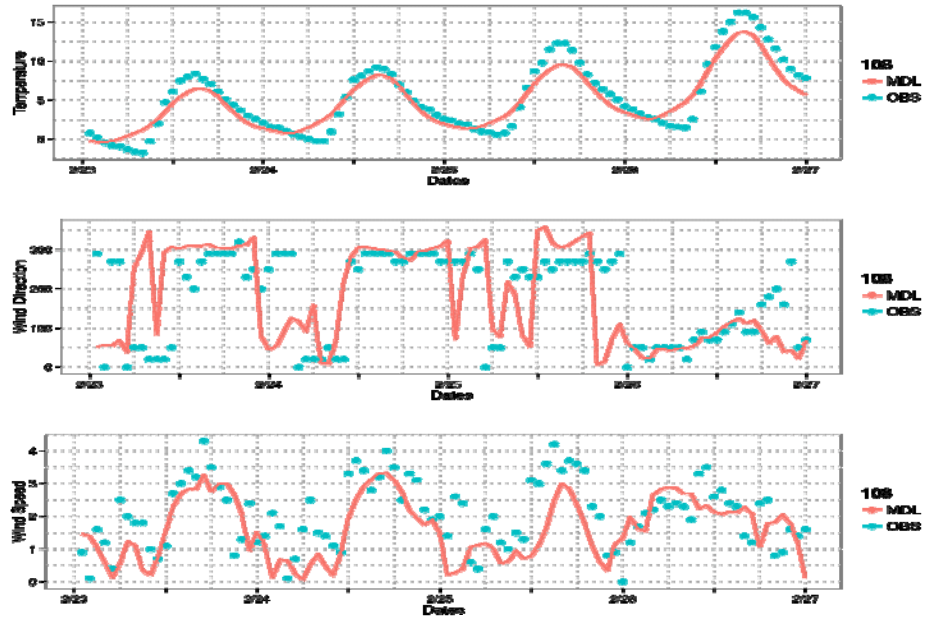 15
10
5
0
Temperature
2/23 2/24 2/25 2/26 2/27
Dates
108
MDL
OBS
300
200
100
0
Wind Direction
2/23 2/24 2/25 2/26 2/27
Dates
108
MDL
OBS
4
3
2
1
0
Wind Speed
2/23 2/24 2/25 2/26 2/27
Dates
108
MDL
OBS